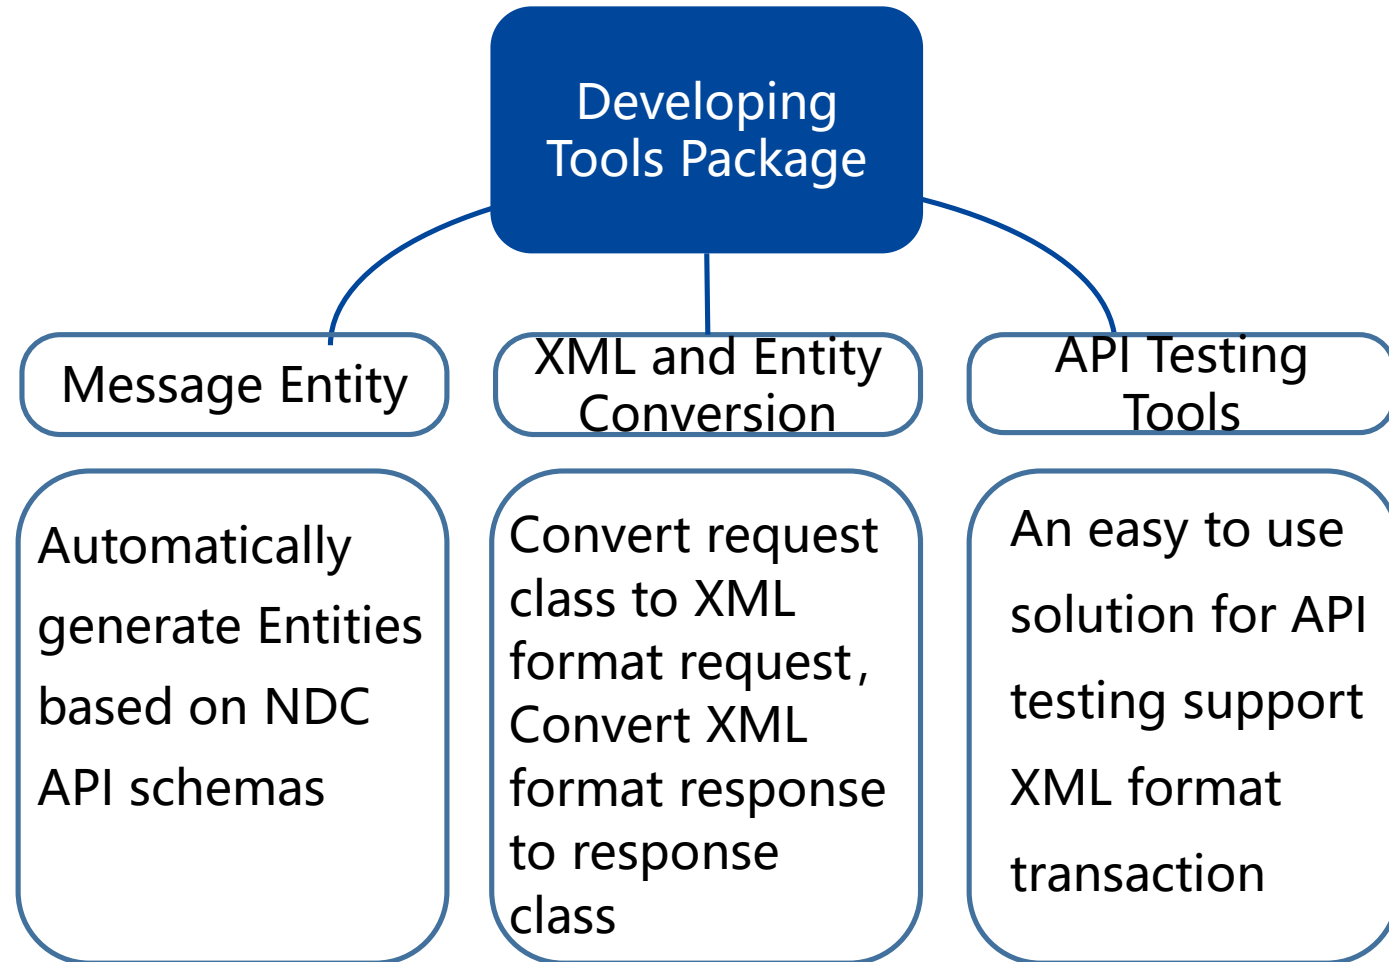 Developing
Tools Package
Message Entity
XML and Entity
Conversion
API Testing
Tools
Automatically
generate Entities
based on NDC
API schemas
Convert request
class to XML
format request，
Convert XML
format response
to response
class
An easy to use
solution for API
testing support
XML format
transaction